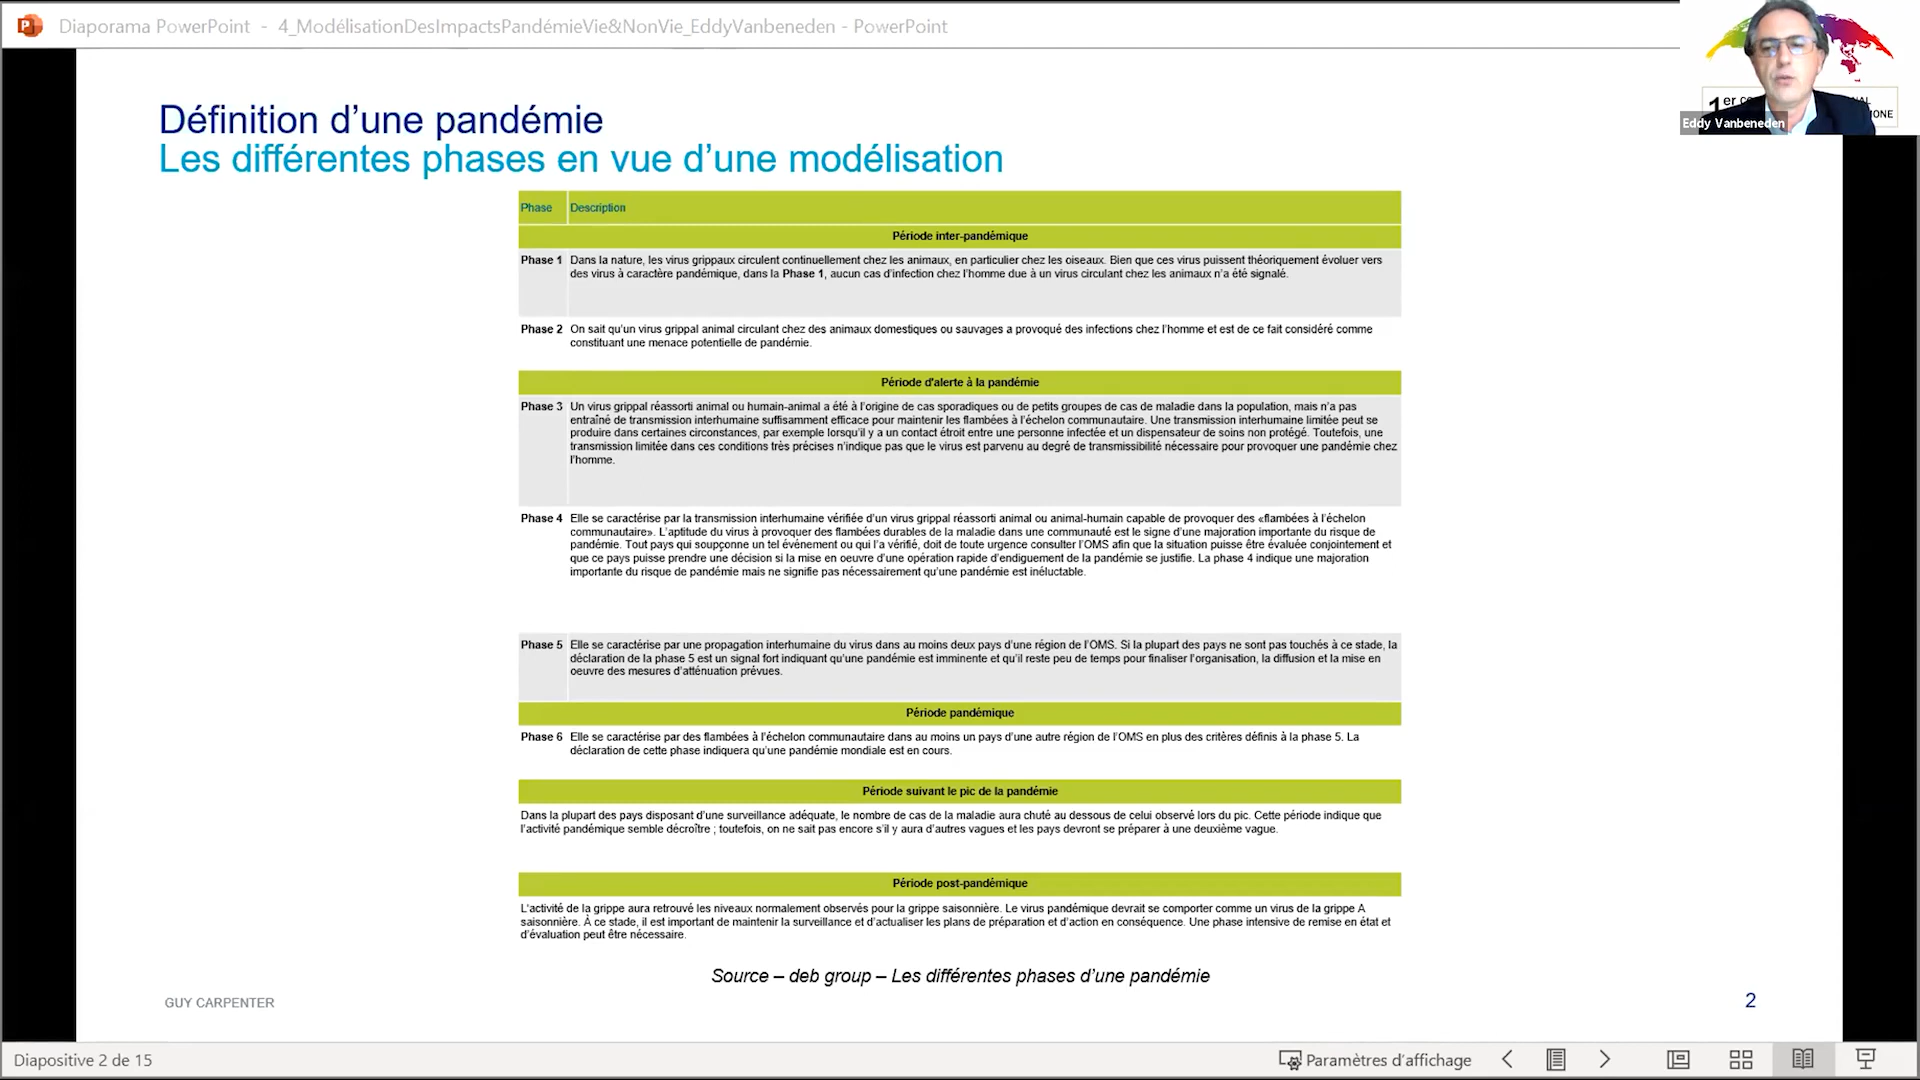 Diaporama PowerPoint - 4_ModélisationDesImpactsPandémieVie&NonVie_EddyVanbeneden - PowerPoint
1er
Eddy Vanbeneden
Définition d’une pandémie
Les différentes phases en vue d’une modélisation
Phase Description
Période inter-pandémique
Phase 1 Dans la nature, les virus grippaux circulent continuellement chez les animaux, en particulier chez les oiseaux. Bien que ces virus puissent théoriquement évoluer vers
des virus à caractère pandémique, dans la Phase 1, aucun cas d’infection chez l’homme due à un virus circulant chez les animaux n’a été signalé.
Phase 2 On sait qu’un virus grippal animal circulant chez des animaux domestiques ou sauvages a provoqué des infections chez l’homme et est de ce fait considéré comme
constituant une menace potentielle de pandémie.
Période d'alerte à la pandémie
Phase 3 Un virus grippal réassorti animal ou humain-animal a été à l’origine de cas sporadiques ou de petits groupes de cas de maladie dans la population, mais n’a pas
entraîné de transmission interhumaine suffisamment efficace pour maintenir les flambées à l’échelon communautaire. Une transmission interhumaine limitée peut se
produire dans certaines circonstances, par exemple lorsqu’il y a un contact étroit entre une personne infectée et un dispensateur de soins non protégé. Toutefois, une
transmission limitée dans ces conditions très précises n’indique pas que le virus est parvenu au degré de transmissibilité nécessaire pour provoquer une pandémie chez
l’homme.
Phase 4 Elle se caractérise par la transmission interhumaine vérifiée d’un virus grippal réassorti animal ou animal-humain capable de provoquer des «flambées à l’échelon
communautaire». L’aptitude du virus à provoquer des flambées durables de la maladie dans une communauté est le signe d’une majoration importante du risque de
pandémie. Tout pays qui soupçonne un tel événement ou qui l’a vérifié, doit de toute urgence consulter l’OMS afin que la situation puisse être évaluée conjointement et
que ce pays puisse prendre une décision si la mise en oeuvre d’une opération rapide d’endiguement de la pandémie se justifie. La phase 4 indique une majoration
importante du risque de pandémie mais ne signifie pas nécessairement qu’une pandémie est inéluctable.
Phase 5 Elle se caractérise par une propagation interhumaine du virus dans au moins deux pays d’une région de l’OMS. Si la plupart des pays ne sont pas touchés à ce stade, la
déclaration de la phase 5 est un signal fort indiquant qu’une pandémie est imminente et qu’il reste peu de temps pour finaliser l’organisation, la diffusion et la mise en
oeuvre des mesures d’atténuation prévues.
Période pandémique
Phase 6 Elle se caractérise par des flambées à l’échelon communautaire dans au moins un pays d’une autre région de l’OMS en plus des critères définis à la phase 5. La
déclaration de cette phase indiquera qu’une pandémie mondiale est en cours.
Période suivant le pic de la pandémie
Dans la plupart des pays disposant d’une surveillance adéquate, le nombre de cas de la maladie aura chuté au dessous de celui observé lors du pic. Cette période indique que
l’activité pandémique semble décroître ; toutefois, on ne sait pas encore s’il y aura d’autres vagues et les pays devront se préparer à une deuxième vague.
Période post-pandémique
L’activité de la grippe aura retrouvé les niveaux normalement observés pour la grippe saisonnière. Le virus pandémique devrait se comporter comme un virus de la grippe A
saisonnière. À ce stade, il est important de maintenir la surveillance et d’actualiser les plans de préparation et d’action en conséquence. Une phase intensive de remise en état et
d’évaluation peut être nécessaire.
Source – deb group – Les différentes phases d’une pandémie
GUY CARPENTER
2
Diapositive 2 de 15
Paramètres d’affichage